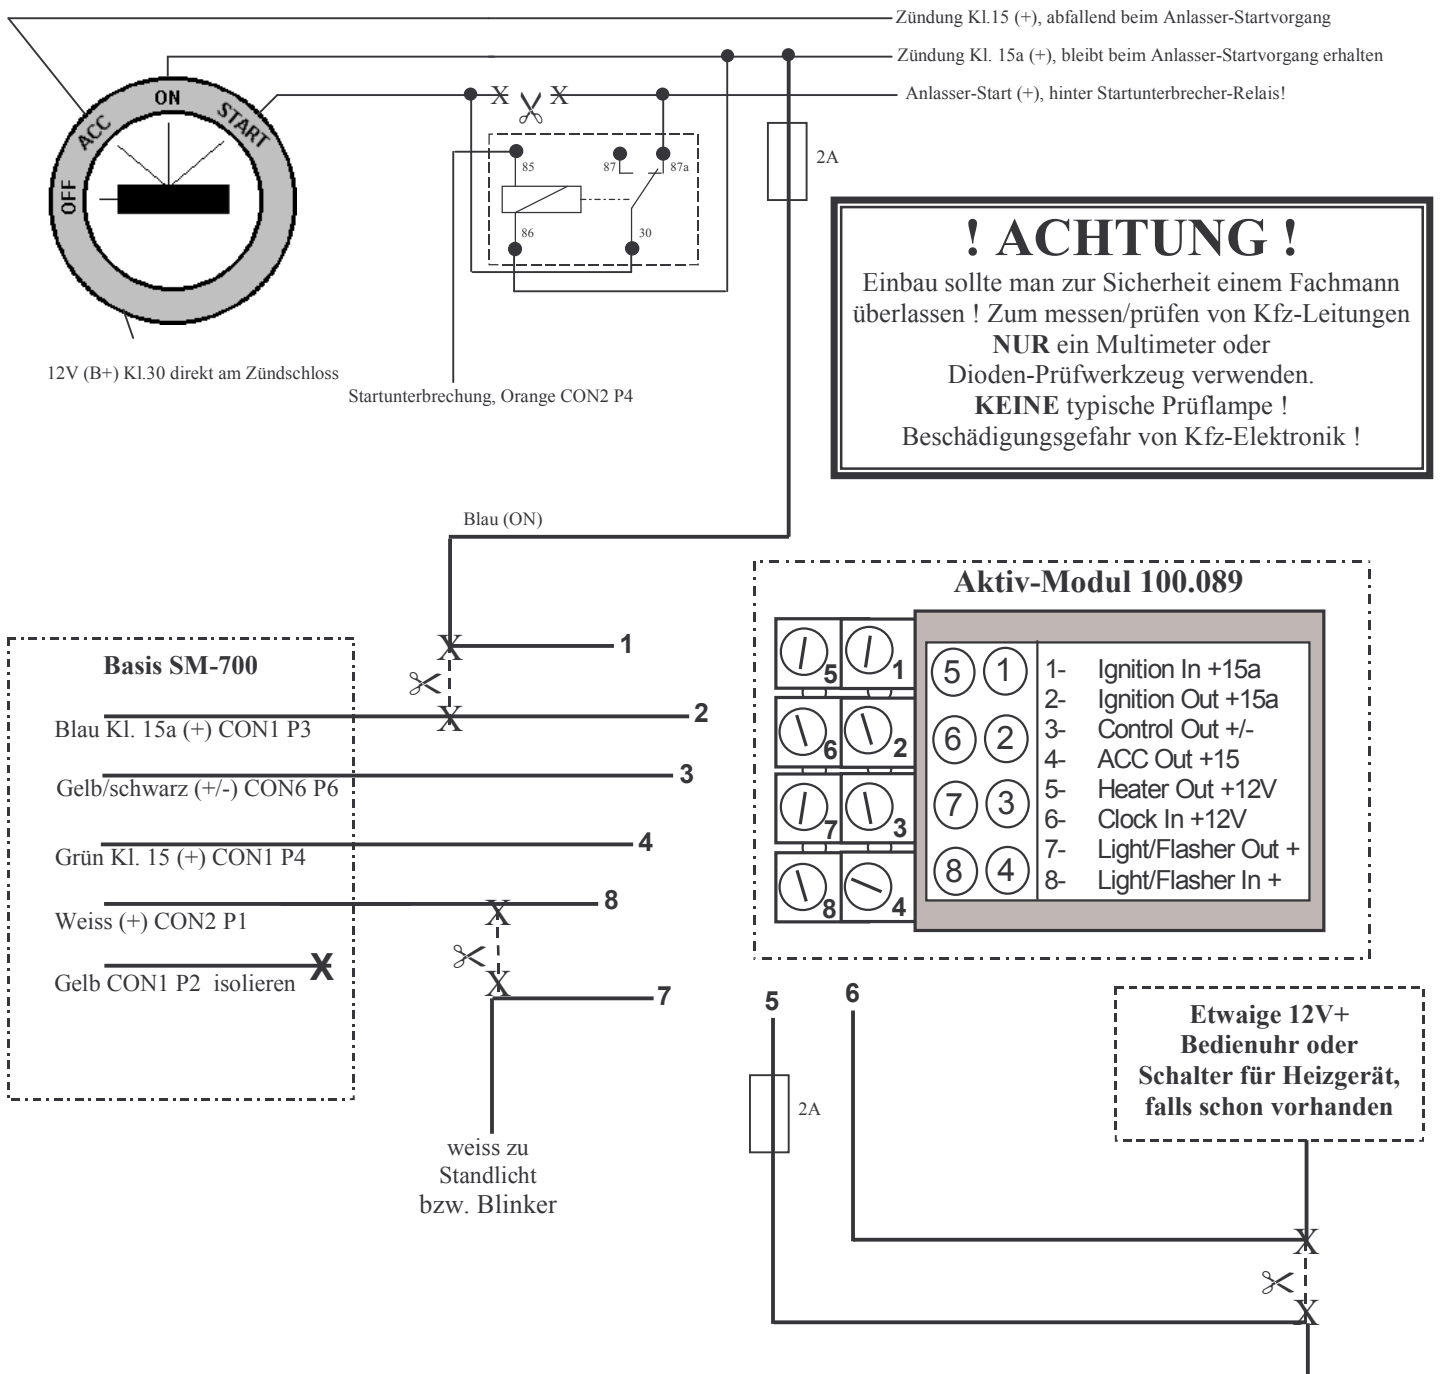 Zündung Kl.15 (+), abfallend beim Anlasser-Startvorgang
Zündung Kl. 15a (+), bleibt beim Anlasser-Startvorgang erhalten
Anlasser-Start (+), hinter Startunterbrecher-Relais!
OFF
ACC
ON
START
X
X
85
87
87a
86
30
2A
12V (B+) Kl.30 direkt am Zündschloss
Startunterbrechung, Orange CON2 P4
! ACHTUNG !
Einbau sollte man zur Sicherheit einem Fachmann
überlassen ! Zum messen/prüfen von Kfz-Leitungen
NUR ein Multimeter oder
Dioden-Prüfwerkzeug verwenden.
KEINE typische Prüflampe !
Beschädigungsgefahr von Kfz-Elektronik !
Blau (ON)
X
1
Basis SM-700
Blau Kl. 15a (+) CON1 P3
X
2
Gelb/schwarz (+/-) CON6 P6
3
Grün Kl. 15 (+) CON1 P4
4
Weiss (+) CON2 P1
X
8
Gelb CON1 P2 isolieren
X
X
7
weiss zu
Standlicht
bzw. Blinker
Aktiv-Modul 100.089
5
1
6
2
7
3
8
4
5 1
6 2
7 3
8 4
1- Ignition In +15a
2- Ignition Out +15a
3- Control Out +/-
4- ACC Out +15
5- Heater Out +12V
6- Clock In +12V
7- Light/Flasher Out +
8- Light/Flasher In +
5
6
2A
Etwaige 12V+
Bedienuhr oder
Schalter für Heizgerät,
falls schon vorhanden
X
X